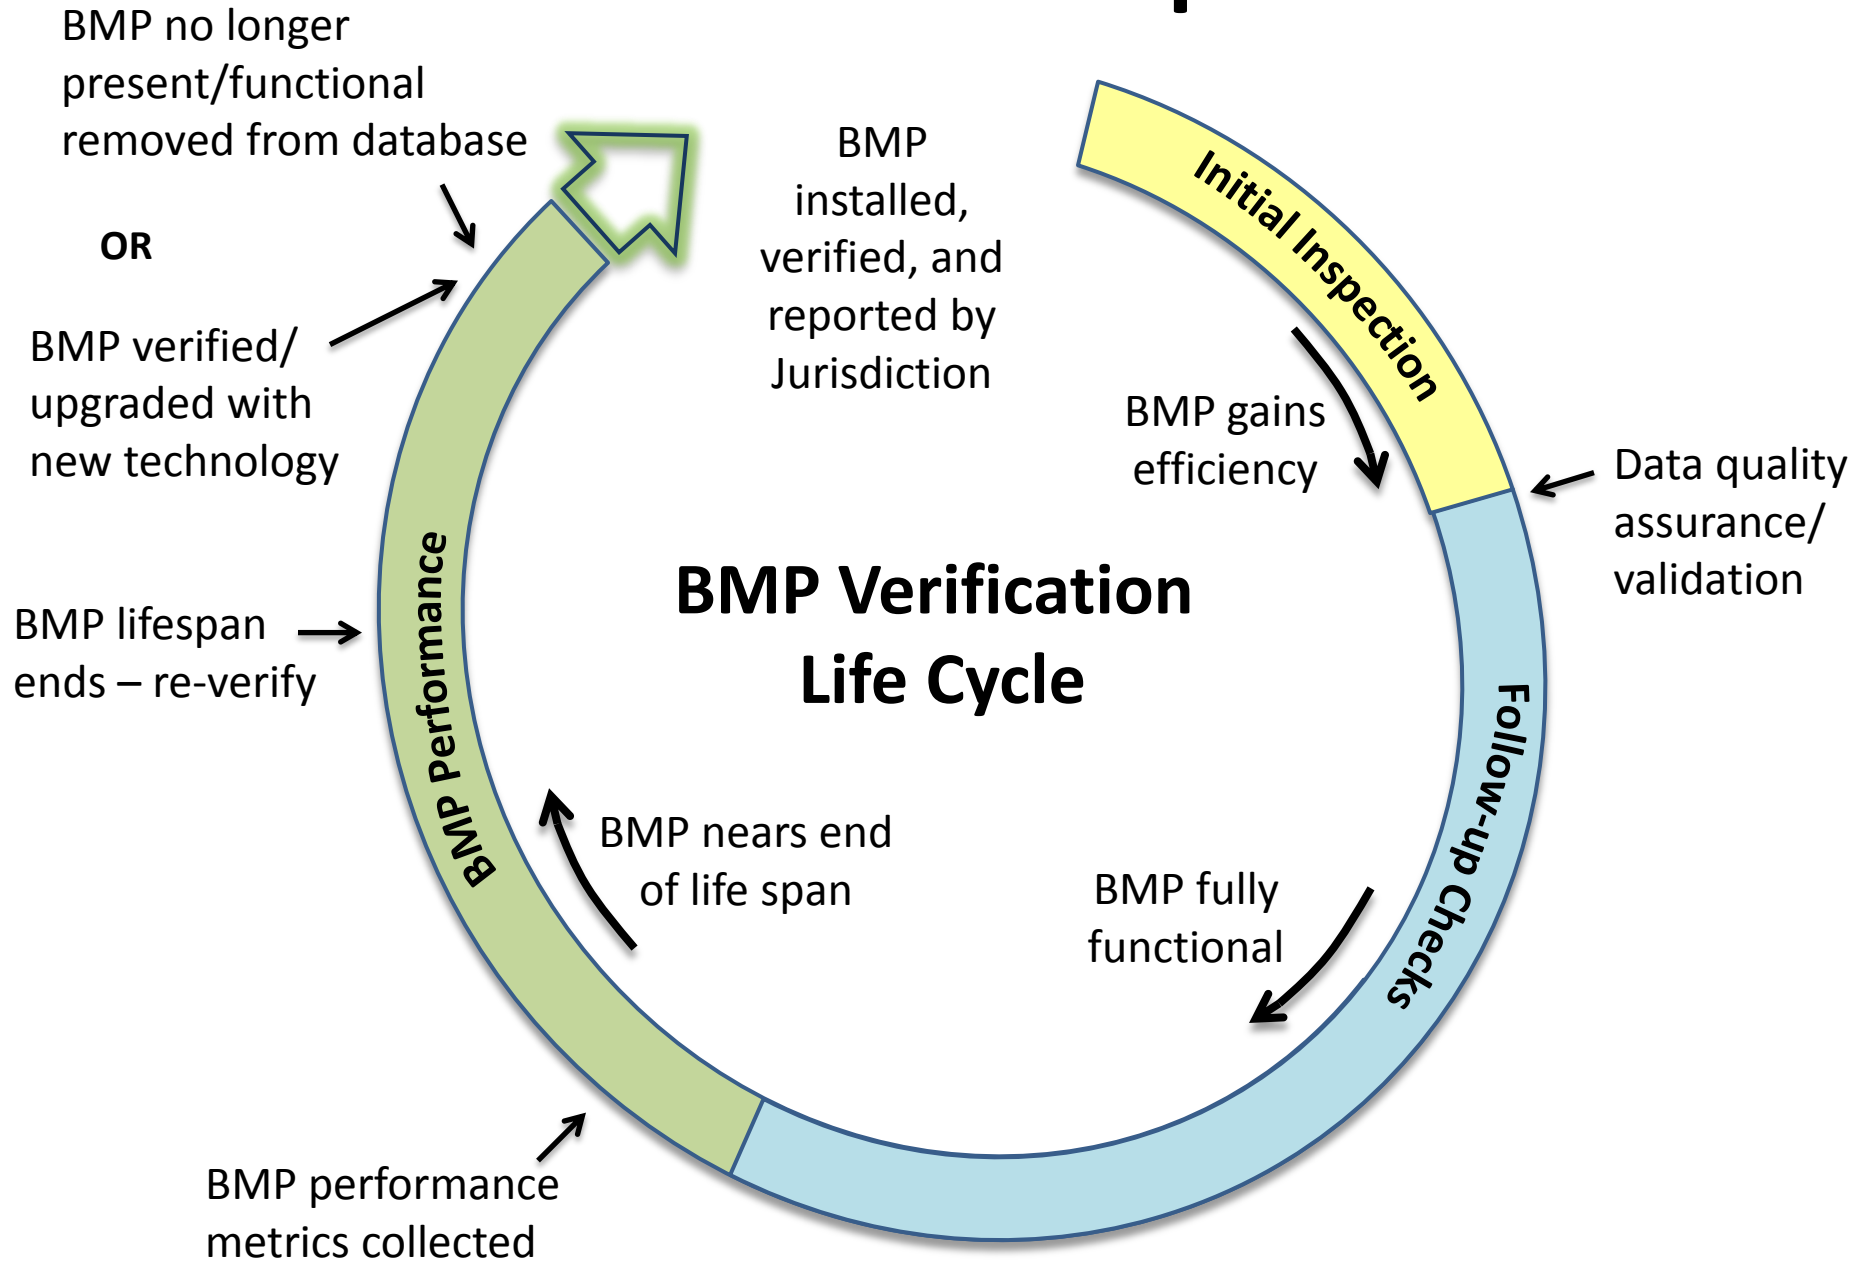 BMP no longer
present/functional
removed from database
OR
BMP verified/
upgraded with
new technology
BMP lifespan
ends – re-verify
BMP performance
metrics collected
BMP
installed,
verified, and
reported by
Jurisdiction
Initial Inspection
BMP gains
efficiency
Data quality
assurance/
validation
BMP Verification
Life Cycle
Follow-up Checks
BMP fully
functional
BMP nears end
of life span
BMP Performance